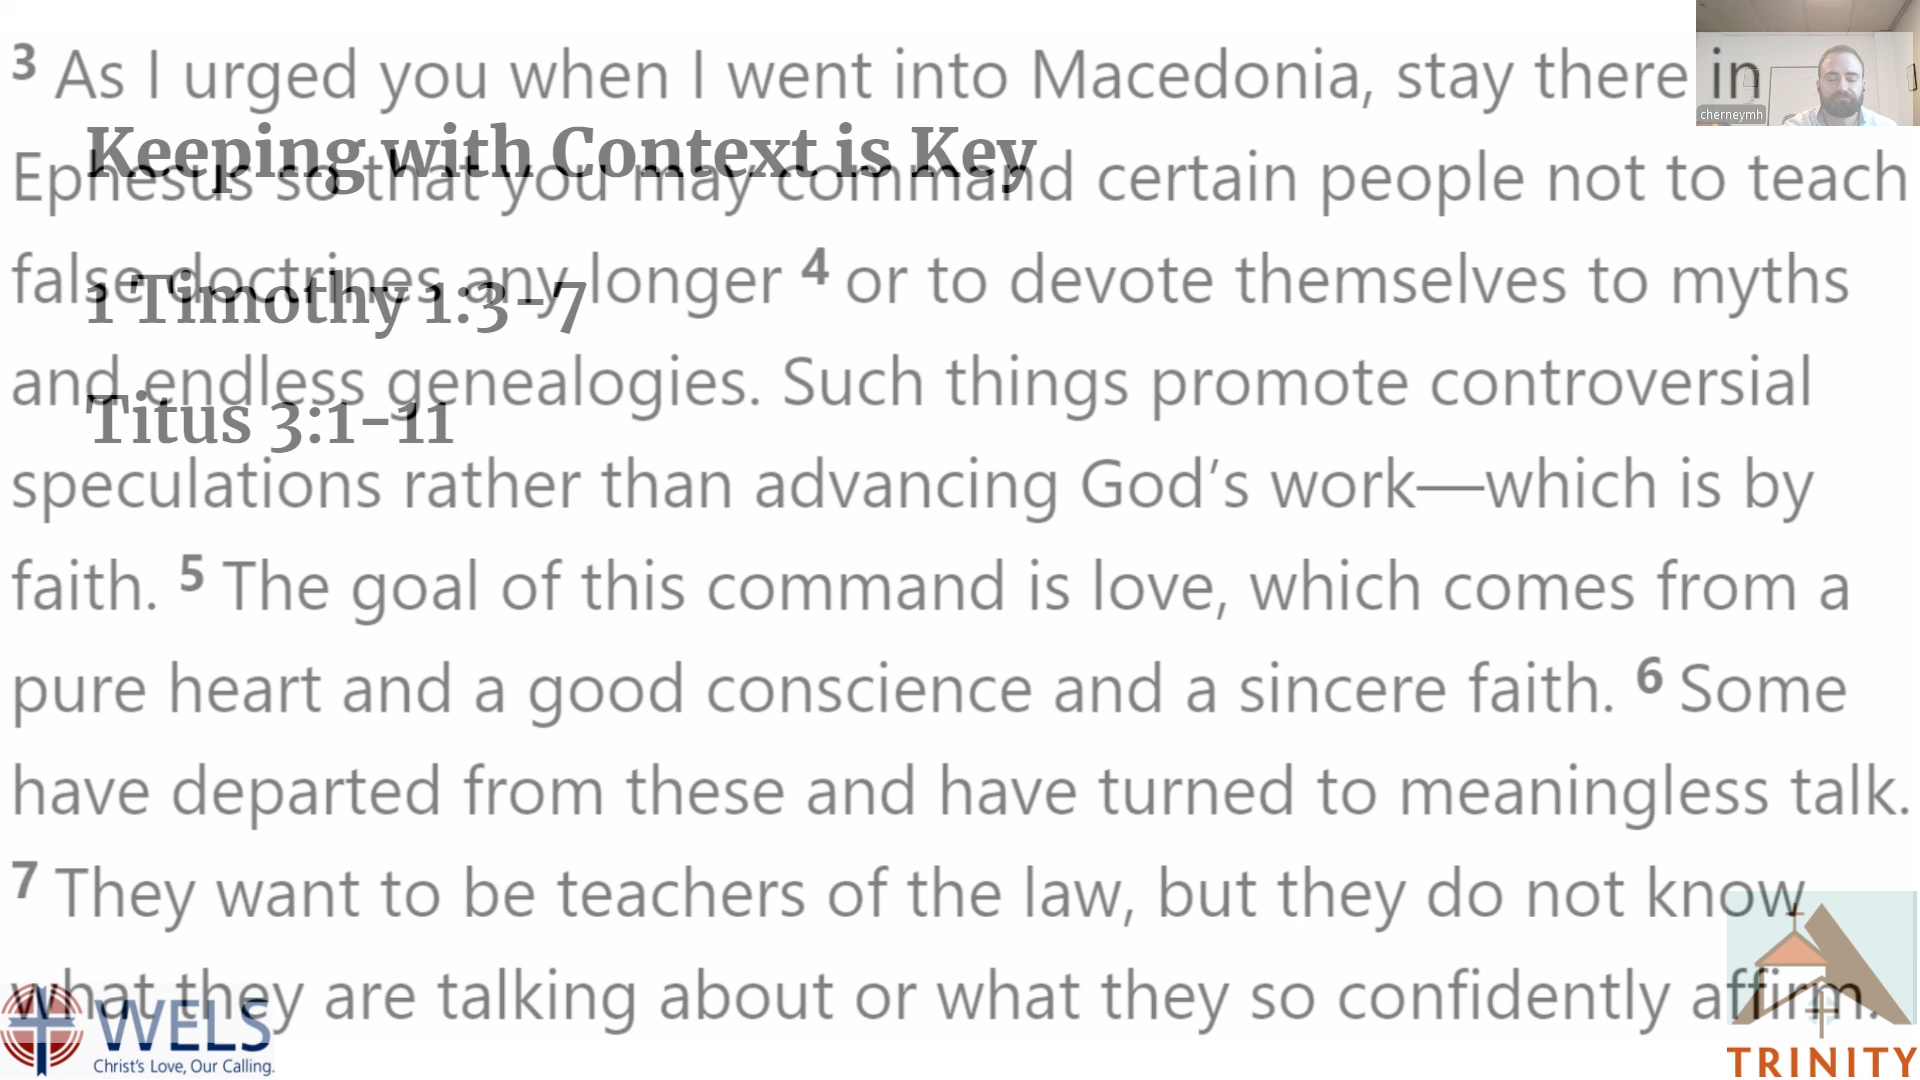 3 As I urged you when I went into Macedonia, stay there in
cherneymh
Keeping with Context is Key
Ephesus so that you may command certain people not to teach
false doctrines any longer 4 or to devote themselves to myths
1 Timothy 1:3-7
and endless genealogies. Such things promote controversial
Titus 3:1-11
speculations rather than advancing God’s work—which is by
faith. 5 The goal of this command is love, which comes from a
pure heart and a good conscience and a sincere faith. 6 Some
have departed from these and have turned to meaningless talk.
7 They want to be teachers of the law, but they do not know
what they are talking about or what they so confidently affirm.
WELS
Christ's Love, Our Calling.
TRINITY